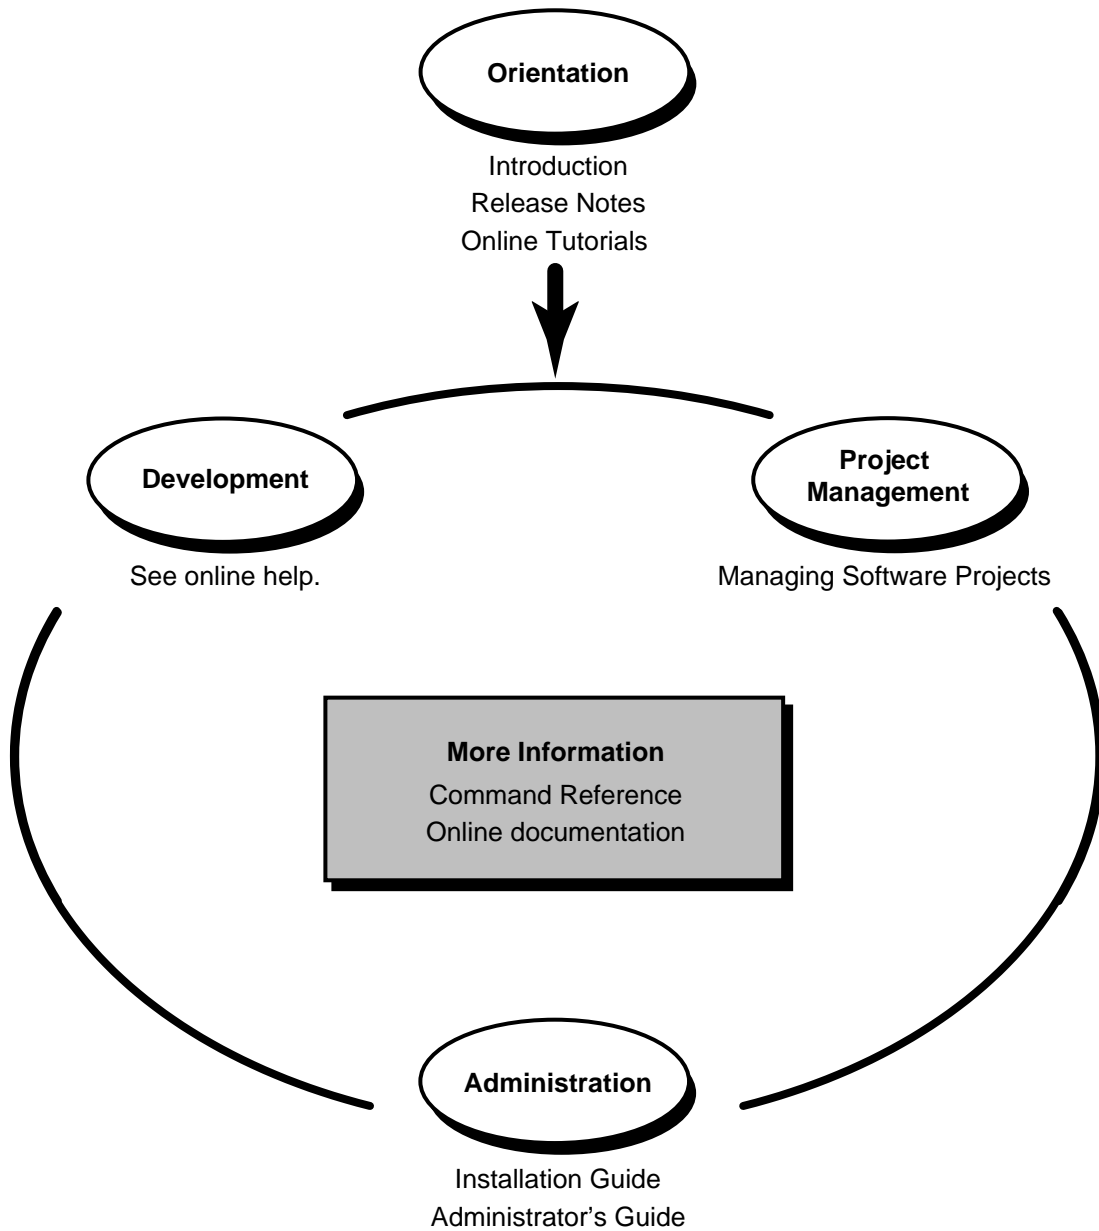 Orientation
Introduction
Release Notes
Online Tutorials
Development
See online help.
Project
Management
Managing Software Projects
More Information
Command Reference
Online documentation
Administration
Installation Guide
Administrator's Guide